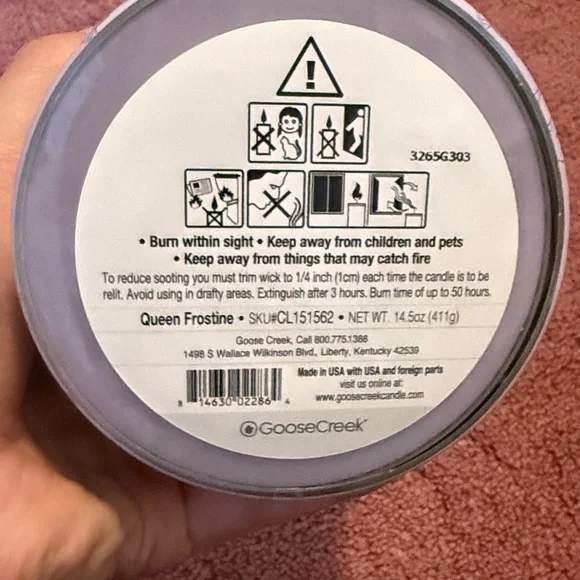 !
3265G303
• Burn within sight • Keep away from children and pets
• Keep away from things that may catch fire
To reduce sooting you must trim wick to 1/4 inch (1cm) each time the candle is to be
relit. Avoid using in drafty areas. Extinguish after 3 hours. Burn time of up to 50 hours.
Queen Frostine • SKU#CL151562 • NET WT. 14.5oz (411g)
Goose Creek, Call 800.775.1388
1498 S Wallace Wilkinson Blvd., Liberty, Kentucky 42539
Made in USA with USA and foreign parts
visit us online at:
www.goosecreekcandle.com
8 14630 02286 4
GooseCreek